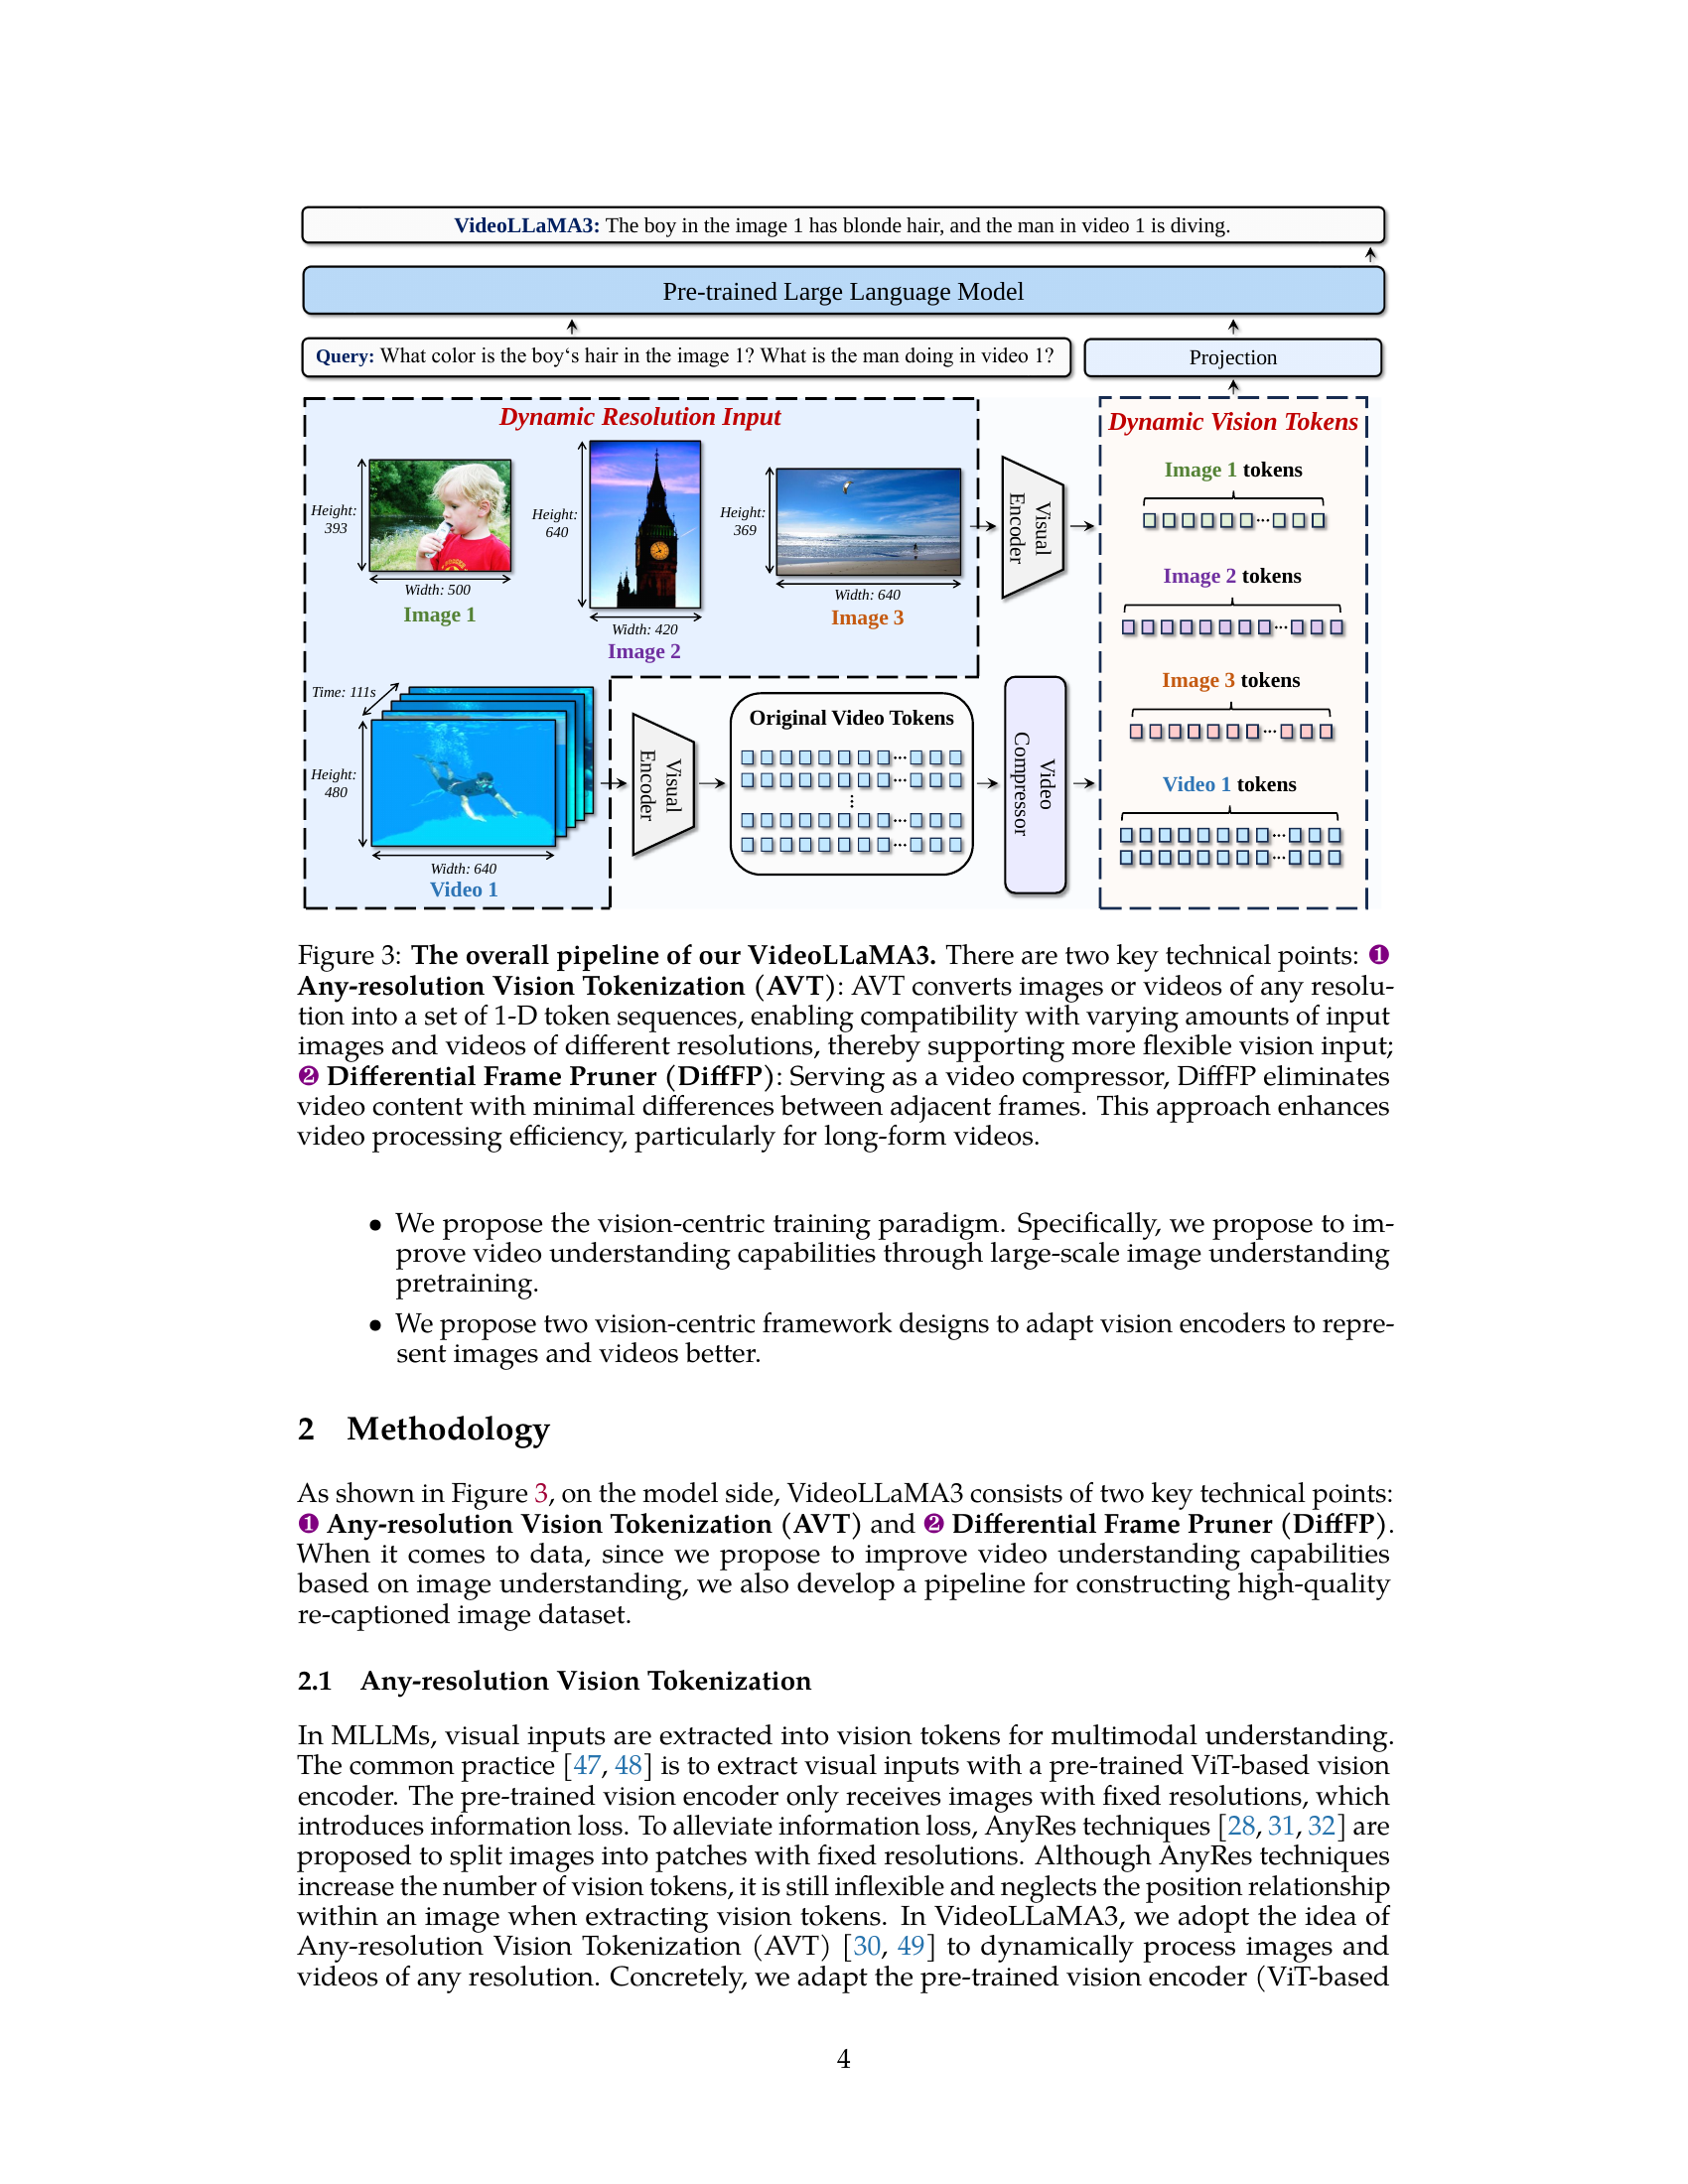 VideoLLaMA3: The boy in the image 1 has blonde hair, and the man in video 1 is diving.
Pre-trained Large Language Model
Query: What color is the boy‘s hair in the image 1? What is the man doing in video 1?
Projection
Dynamic Resolution Input
Height:
393
Width: 500
Image 1
Height:
640
Width: 420
Image 2
Height:
369
Width: 640
Image 3
Visual
Encoder
Time: 111s
Height:
480
Width: 640
Video 1
Visual
Encoder
Original Video Tokens
...
...
...
...
...
Video
Compressor
Dynamic Vision Tokens
Image 1 tokens
...
Image 2 tokens
...
Image 3 tokens
...
Video 1 tokens
...
...
Figure 3: The overall pipeline of our VideoLLaMA3. There are two key technical points: ❶
Any-resolution Vision Tokenization (AVT): AVT converts images or videos of any resolu-
tion into a set of 1-D token sequences, enabling compatibility with varying amounts of input
images and videos of different resolutions, thereby supporting more flexible vision input;
❷ Differential Frame Pruner (DiffFP): Serving as a video compressor, DiffFP eliminates
video content with minimal differences between adjacent frames. This approach enhances
video processing efficiency, particularly for long-form videos.
• We propose the vision-centric training paradigm. Specifically, we propose to im-
prove video understanding capabilities through large-scale image understanding
pretraining.
• We propose two vision-centric framework designs to adapt vision encoders to repre-
sent images and videos better.
2 Methodology
As shown in Figure 3, on the model side, VideoLLaMA3 consists of two key technical points:
❶ Any-resolution Vision Tokenization (AVT) and ❷ Differential Frame Pruner (DiffFP).
When it comes to data, since we propose to improve video understanding capabilities
based on image understanding, we also develop a pipeline for constructing high-quality
re-captioned image dataset.
2.1 Any-resolution Vision Tokenization
In MLLMs, visual inputs are extracted into vision tokens for multimodal understanding.
The common practice [47, 48] is to extract visual inputs with a pre-trained ViT-based vision
encoder. The pre-trained vision encoder only receives images with fixed resolutions, which
introduces information loss. To alleviate information loss, AnyRes techniques [28, 31, 32] are
proposed to split images into patches with fixed resolutions. Although AnyRes techniques
increase the number of vision tokens, it is still inflexible and neglects the position relationship
within an image when extracting vision tokens. In VideoLLaMA3, we adopt the idea of
Any-resolution Vision Tokenization (AVT) [30, 49] to dynamically process images and
videos of any resolution. Concretely, we adapt the pre-trained vision encoder (ViT-based
4